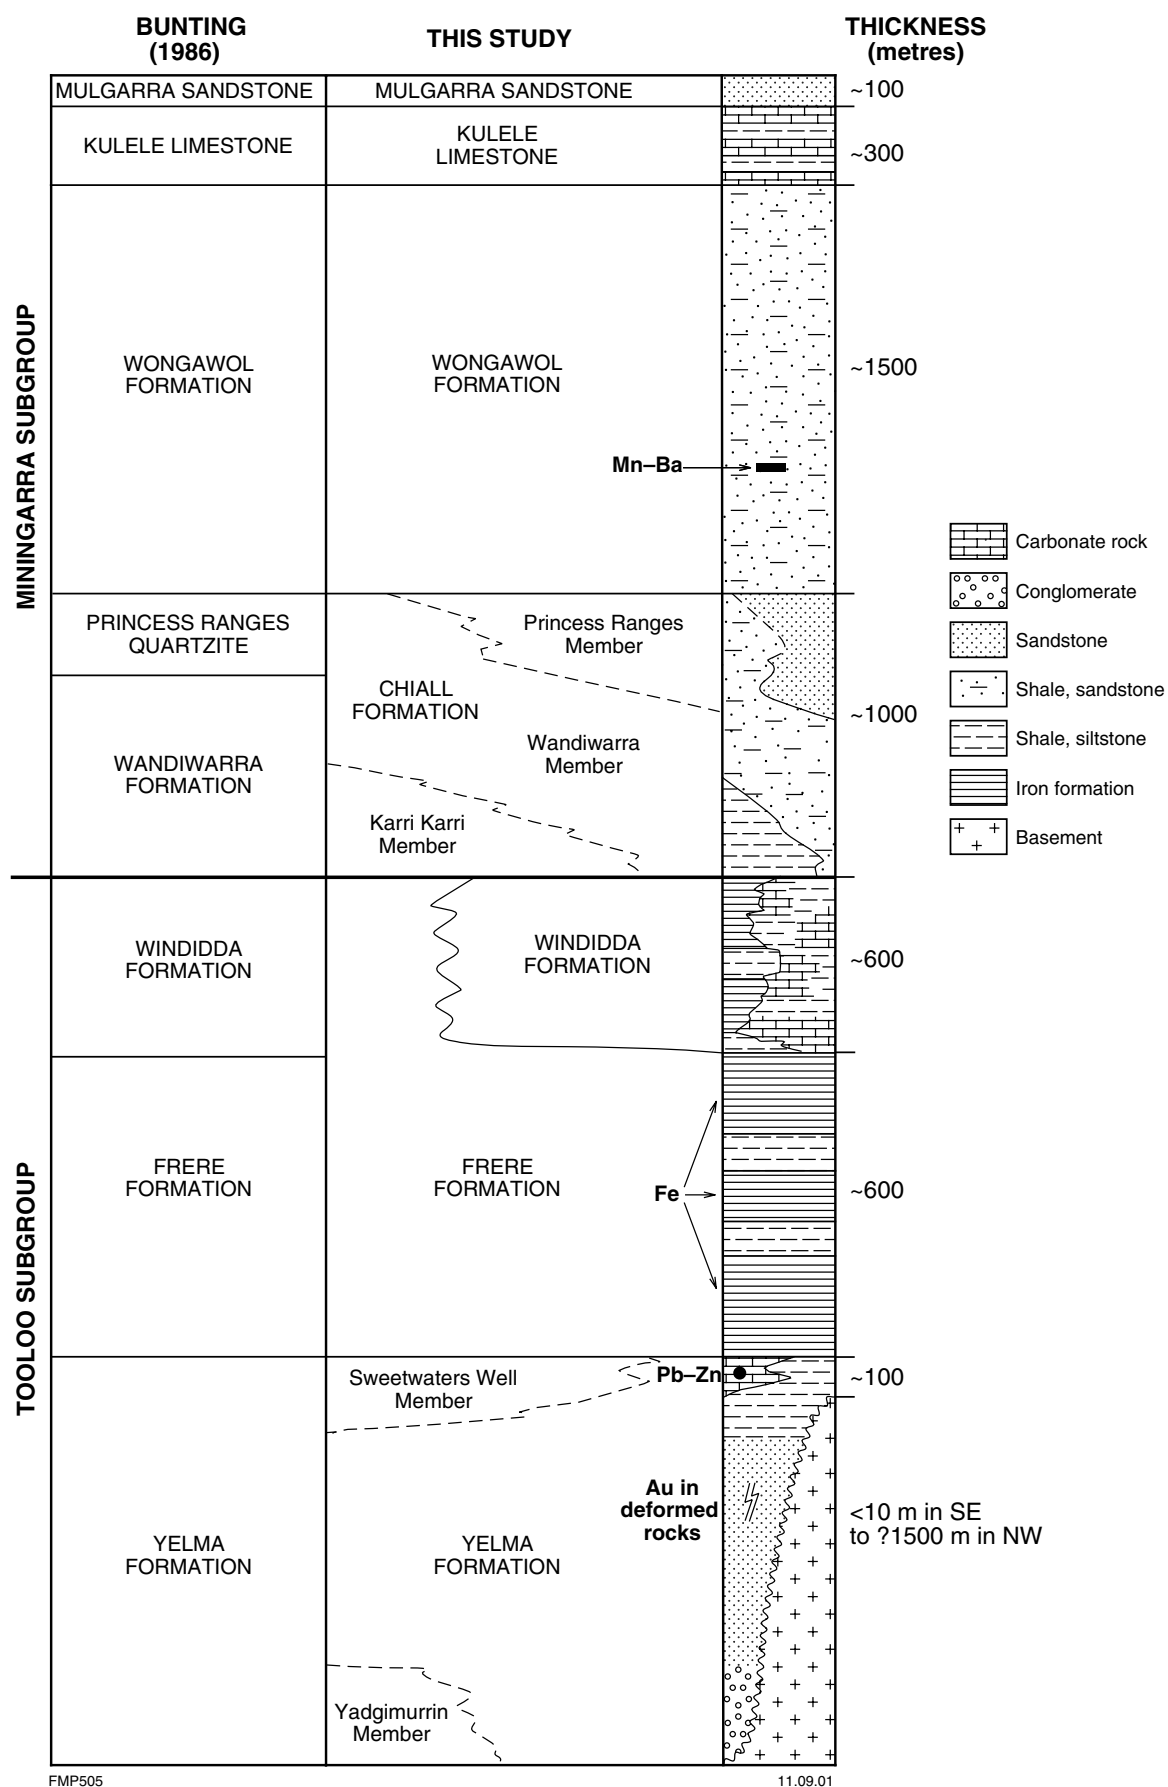 BUNTING
(1986)
THIS STUDY
THICKNESS
(metres)
MULGARRA SANDSTONE
MULGARRA SANDSTONE
~100
KULELE LIMESTONE
KULELE
LIMESTONE
~300
MININGARRA SUBGROUP
WONGAWOL
FORMATION
WONGAWOL
FORMATION
~1500
Mn–Ba
PRINCESS RANGES
QUARTZITE
Princess Ranges
Member
CHIALL
FORMATION
~1000
WANDIWARRA
FORMATION
Wandiwarra
Member
Karri Karri
Member
TOOLOO SUBGROUP
WINDIDDA
FORMATION
WINDIDDA
FORMATION
~600
FRERE
FORMATION
FRERE
FORMATION
Fe
~600
Sweetwaters Well
Member
Pb–Zn
~100
YELMA
FORMATION
YELMA
FORMATION
Au in
deformed
rocks
<10 m in SE
to ?1500 m in NW
Yadgimurrin
Member
Carbonate rock
Conglomerate
Sandstone
Shale, sandstone
Shale, siltstone
Iron formation
Basement
FMP505
11.09.01